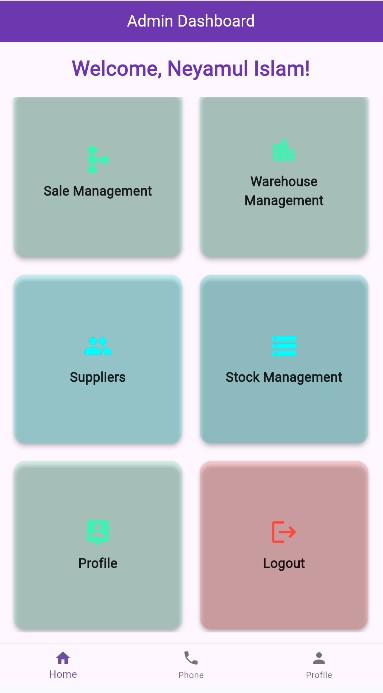 Admin Dashboard
Welcome, Neyamul Islam!
Sale Management
Warehouse
Management
Suppliers
Stock Management
Profile
Logout
Home
Phone
Profile